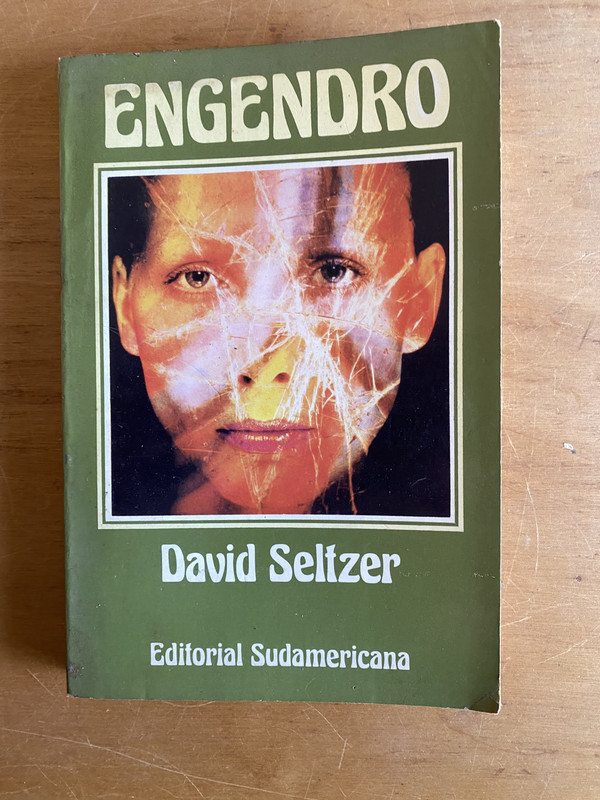 ENGENDRO
David Seltzer
Editorial Sudamericana